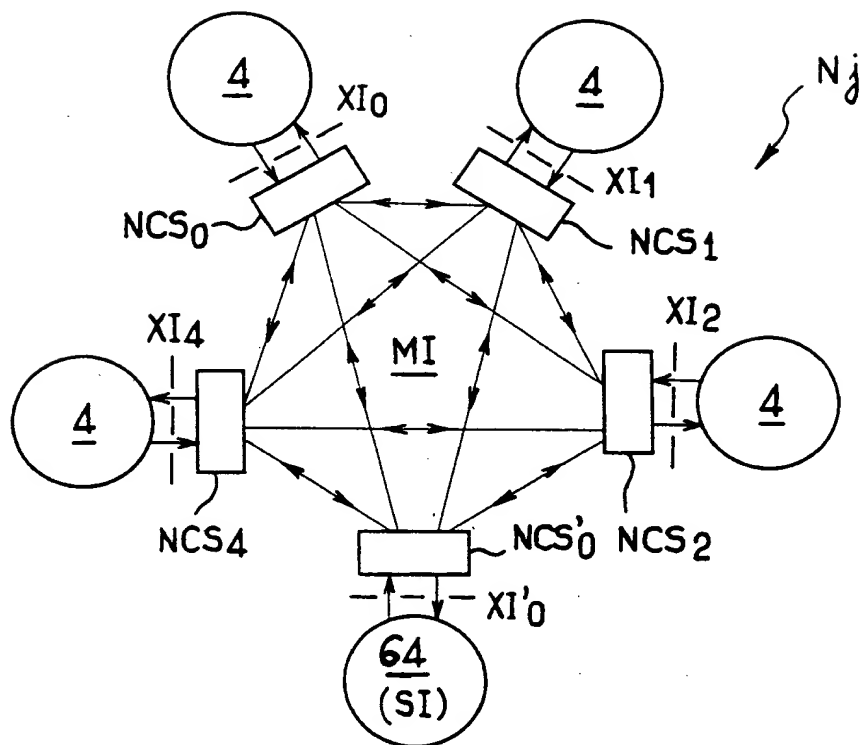 4
4
Nj
XI0
XI1
NCS0
NCS1
XI4
MI
XI2
4
4
NCS4
NCS'0
NCS2
XI'0
64
(SI)